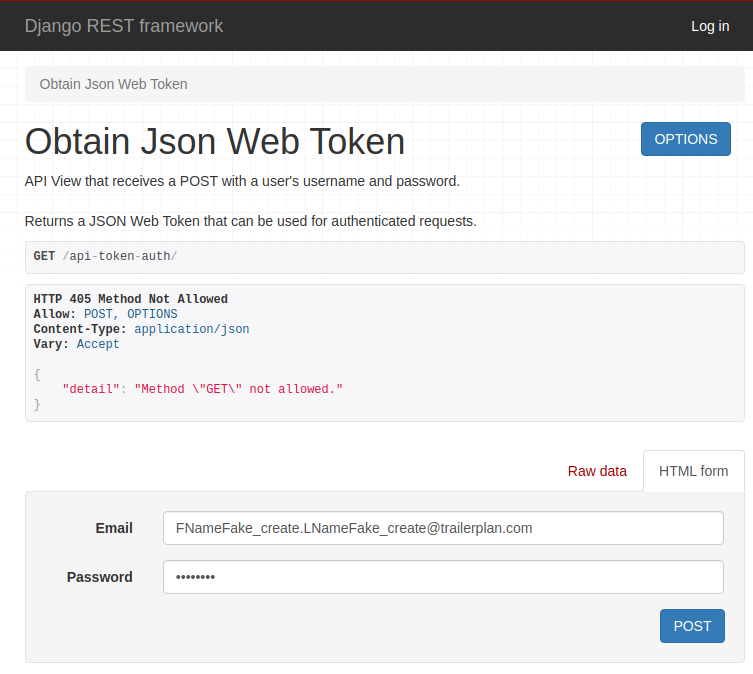 Django REST framework
Log in
Obtain Json Web Token
Obtain Json Web Token
OPTIONS
API View that receives a POST with a user's username and password.
Returns a JSON Web Token that can be used for authenticated requests.
GET /api-token-auth/
HTTP 405 Method Not Allowed
Allow: POST, OPTIONS
Content-Type: application/json
Vary: Accept
{
    "detail": "Method \"GET\" not allowed."
}
Raw data
HTML form
Email
FNameFake_create.LNameFake_create@trailerplan.com
Password
••••••••
POST